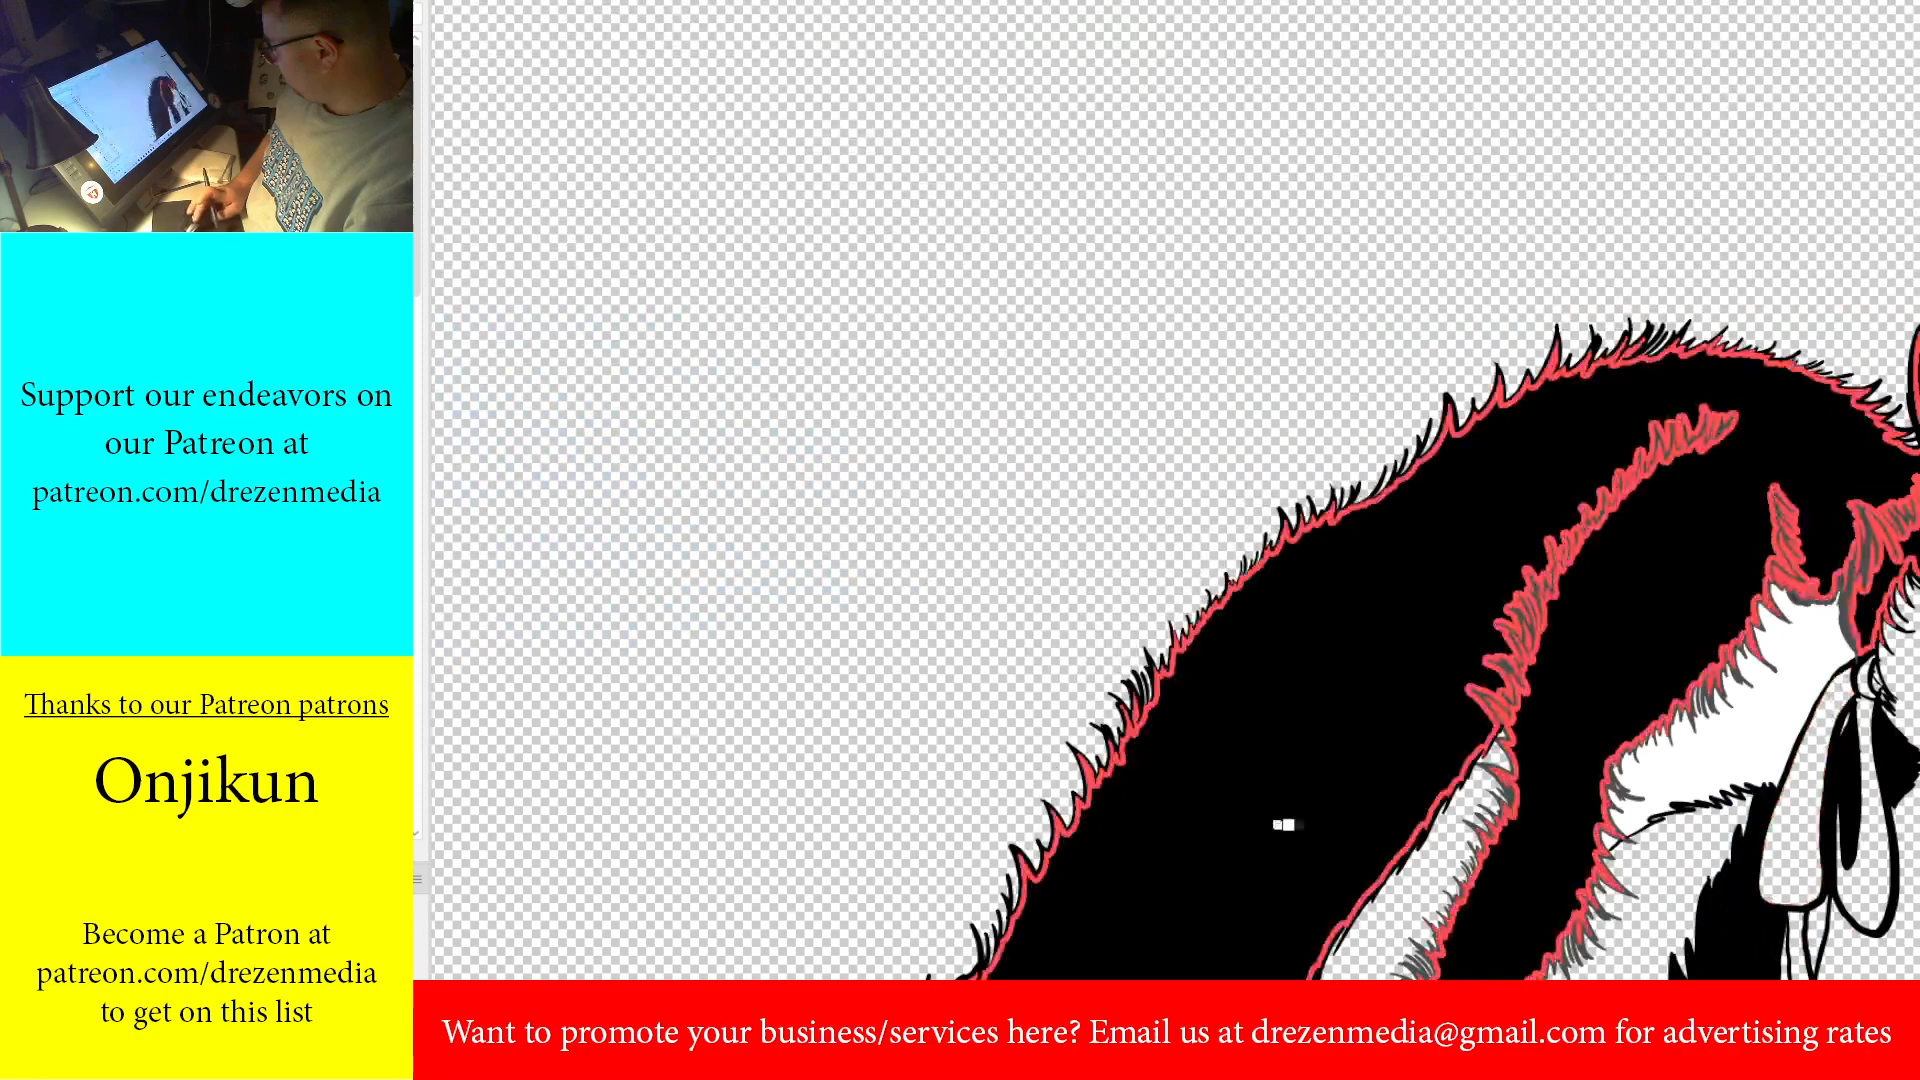 Support our endeavors on
our Patreon at
patreon.com/drezenmedia
Thanks to our Patreon patrons
Onjikun
Become a Patron at
patreon.com/drezenmedia
to get on this list
Want to promote your business/services here? Email us at drezenmedia@gmail.com for advertising rates